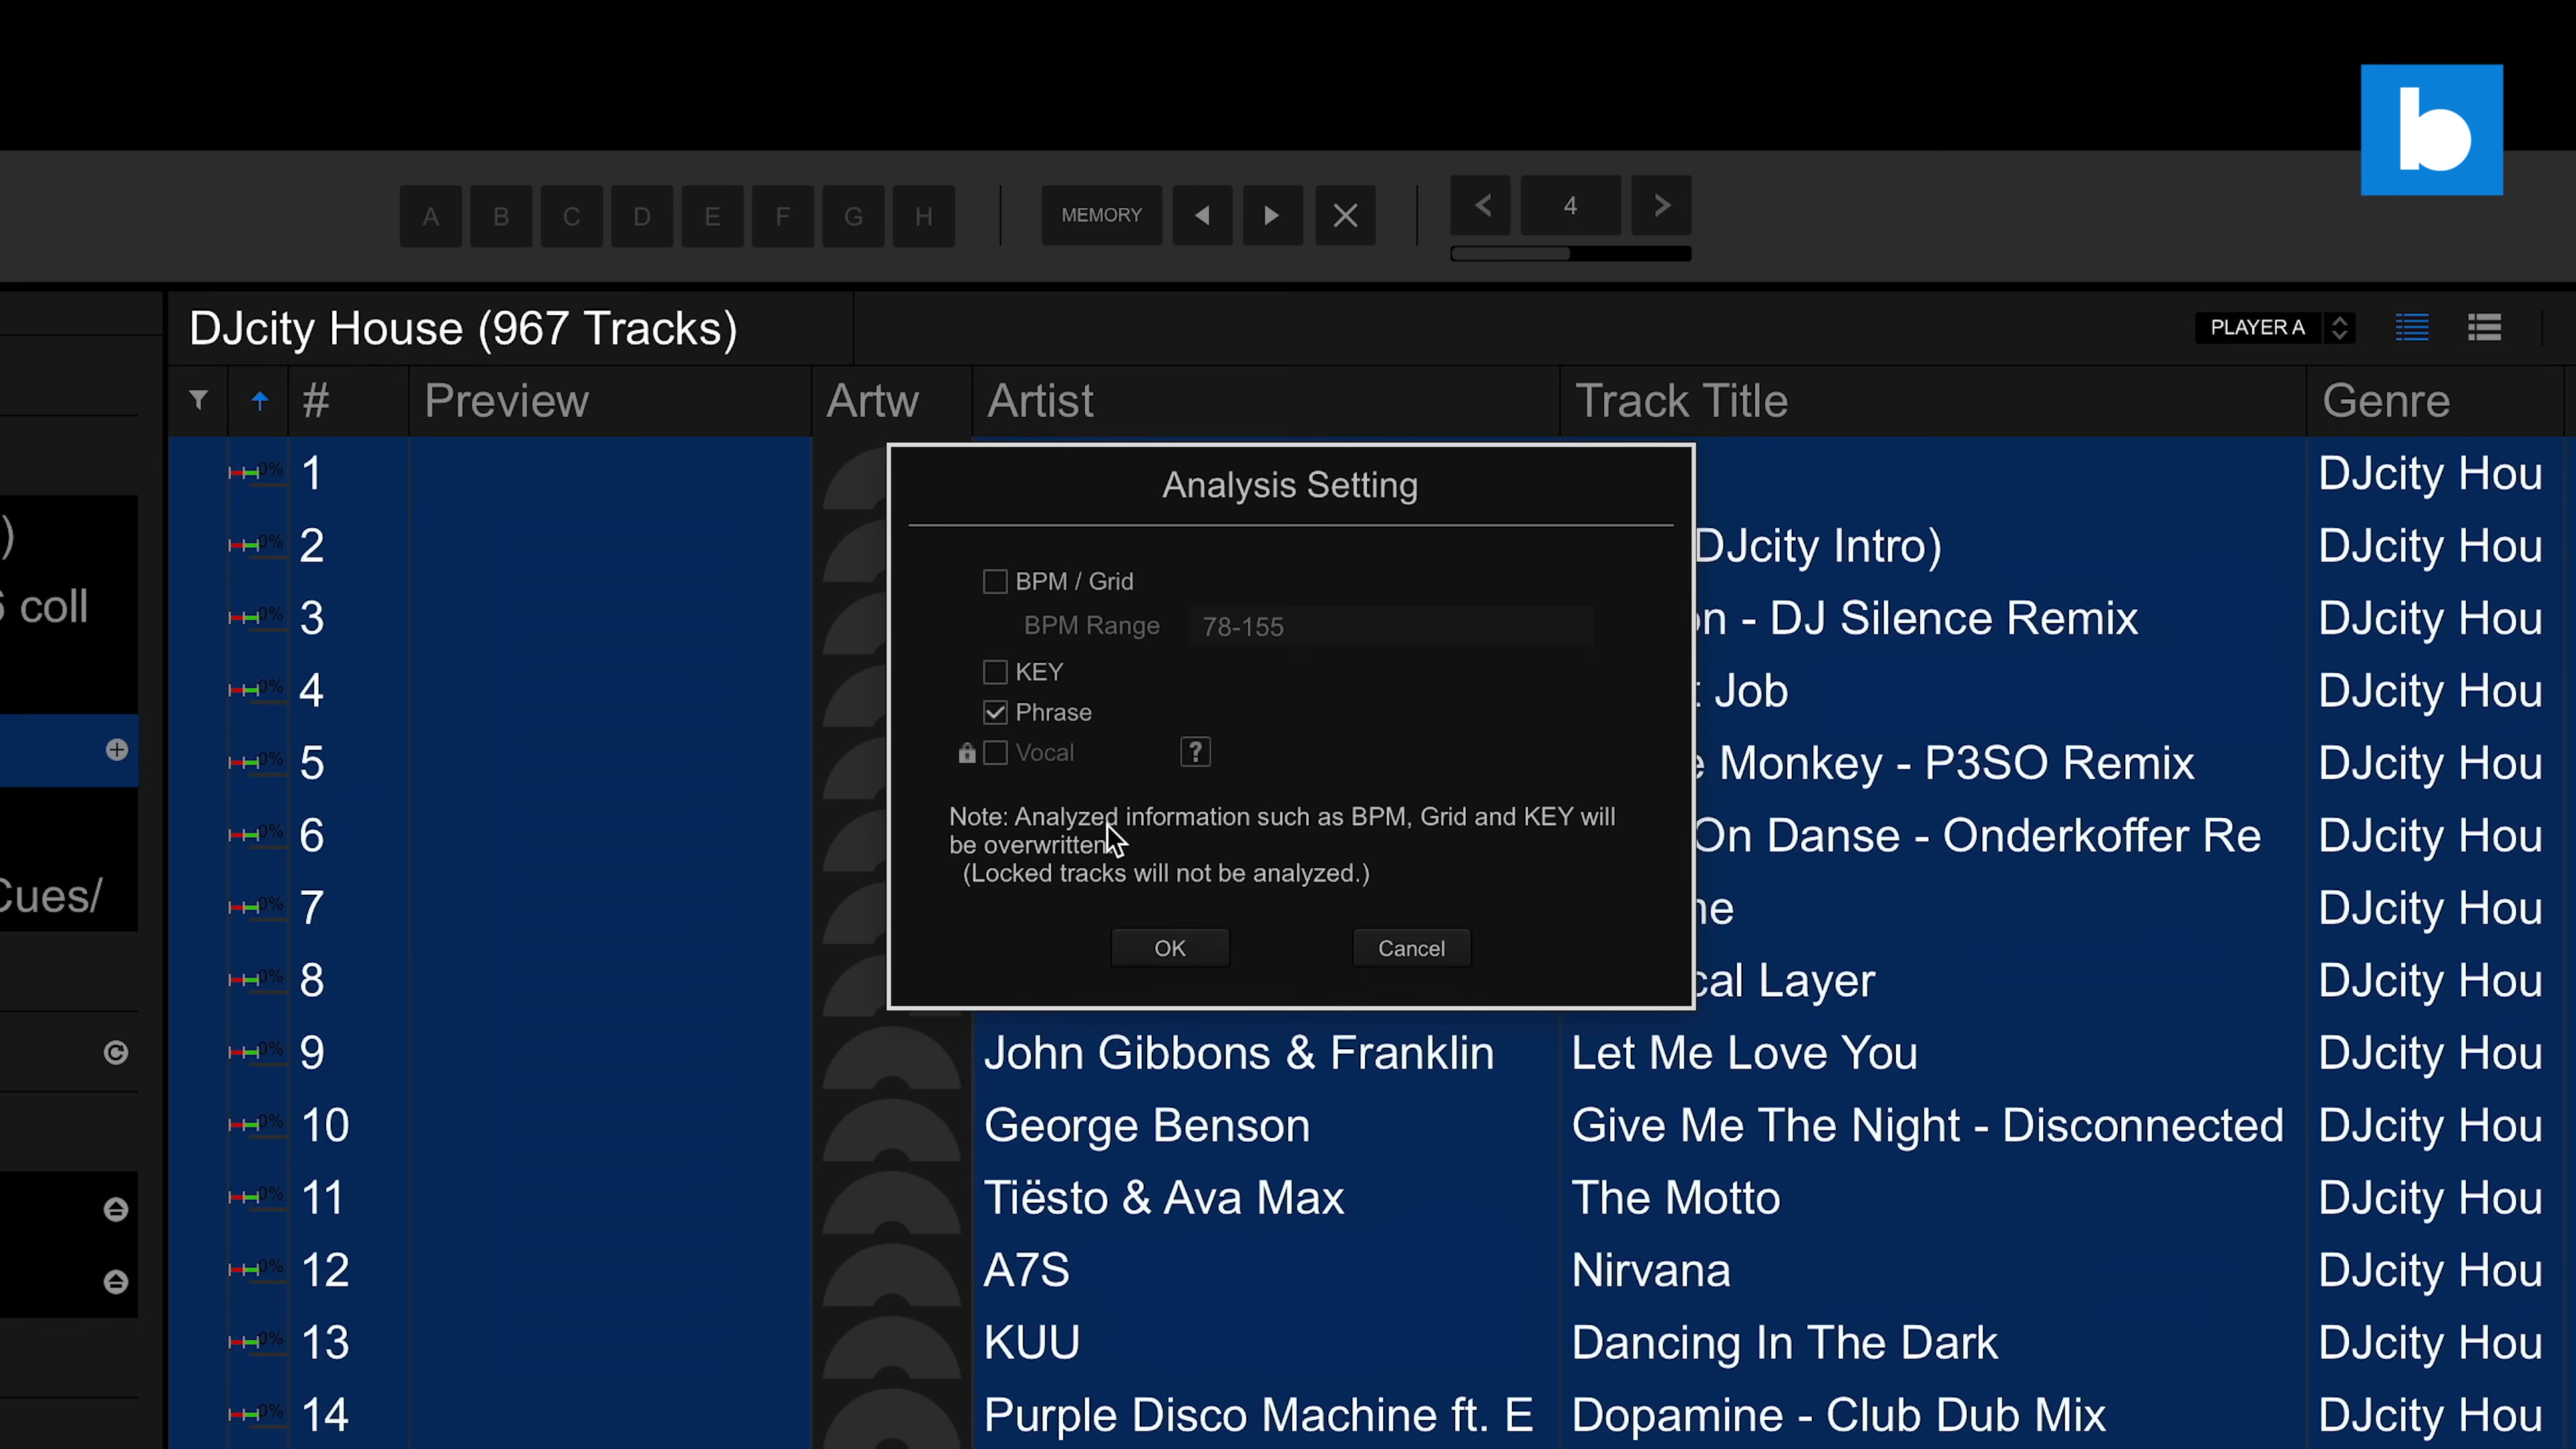 b
A B C D E F G H MEMORY < 4 >
DJcity House (967 Tracks) PLAYER A
# Preview Artw Artist Track Title Genre
1 DJcity Hou
2 DJcity Intro) DJcity Hou
3 on - DJ Silence Remix DJcity Hou
4 t Job DJcity Hou
5 e Monkey - P3SO Remix DJcity Hou
6 On Danse - Onderkoffer Re DJcity Hou
7 ne DJcity Hou
8 cal Layer DJcity Hou
9 John Gibbons & Franklin Let Me Love You DJcity Hou
10 George Benson Give Me The Night - Disconnected DJcity Hou
11 Tiësto & Ava Max The Motto DJcity Hou
12 A7S Nirvana DJcity Hou
13 KUU Dancing In The Dark DJcity Hou
14 Purple Disco Machine ft. E Dopamine - Club Dub Mix DJcity Hou
)
coll
Cues/
Analysis Setting
BPM / Grid
BPM Range 78-155
KEY
Phrase
Vocal ?
Note: Analyzed information such as BPM, Grid and KEY will
be overwritten
(Locked tracks will not be analyzed.)
OK Cancel